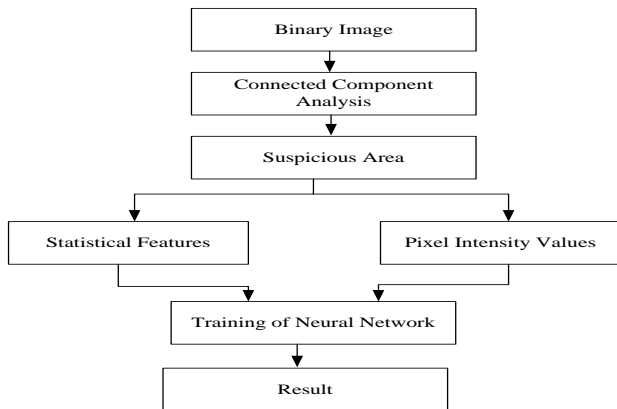 Binary Image
Connected Component
Analysis
Suspicious Area
Statistical Features
Pixel Intensity Values
Training of Neural Network
Result